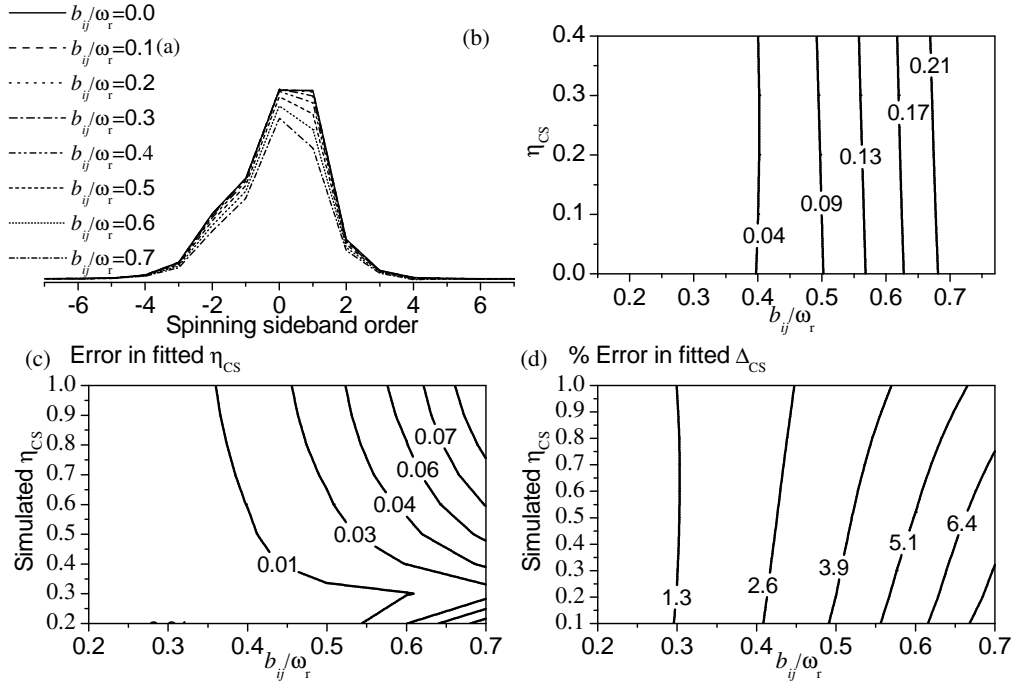 b_ij/ω_r=0.0
b_ij/ω_r=0.1(a)
b_ij/ω_r=0.2
b_ij/ω_r=0.3
b_ij/ω_r=0.4
b_ij/ω_r=0.5
b_ij/ω_r=0.6
b_ij/ω_r=0.7
-6 -4 -2 0 2 4 6
Spinning sideband order
(b)
0.4
0.3
0.2
0.1
0.0
η_CS
0.04
0.09
0.13
0.17
0.21
0.2 0.3 0.4 0.5 0.6 0.7
b_ij/ω_r
(c) Error in fitted η_CS
1.0
0.9
0.8
0.7
0.6
0.5
0.4
0.3
0.2
Simulated η_CS
0.01
0.03
0.04
0.06
0.07
0.2 0.3 0.4 0.5 0.6 0.7
b_ij/ω_r
(d) % Error in fitted Δ_CS
1.0
0.9
0.8
0.7
0.6
0.5
0.4
0.3
0.2
0.1
Simulated η_CS
1.3
2.6
3.9
5.1
6.4
0.2 0.3 0.4 0.5 0.6 0.7
b_ij/ω_r